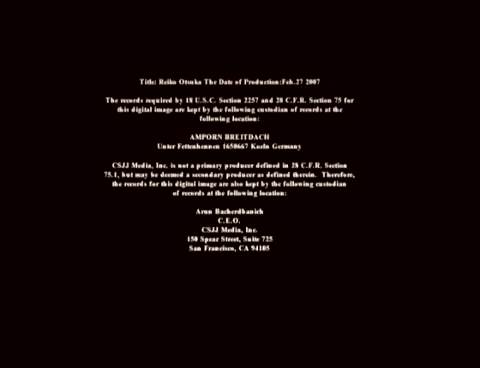 Title: Reiko Otsuka The Date of Production:Feb.27 2007
The records required by 18 U.S.C. Section 2257 and 28 C.F.R. Section 75 for
this digital image are kept by the following custodian of records at the
following location:
AMPORN BREITDACH
Unter Fettenhennen 1650667 Koeln Germany
CSJJ Media, Inc. is not a primary producer defined in 28 C.F.R. Section
75.1, but may be deemed a secondary producer as defined therein. Therefore,
the records for this digital image are also kept by the following custodian
of records at the following location:
Arun Bacherdhanich
C.E.O.
CSJJ Media, Inc.
150 Spear Street, Suite 725
San Francisco, CA 94105